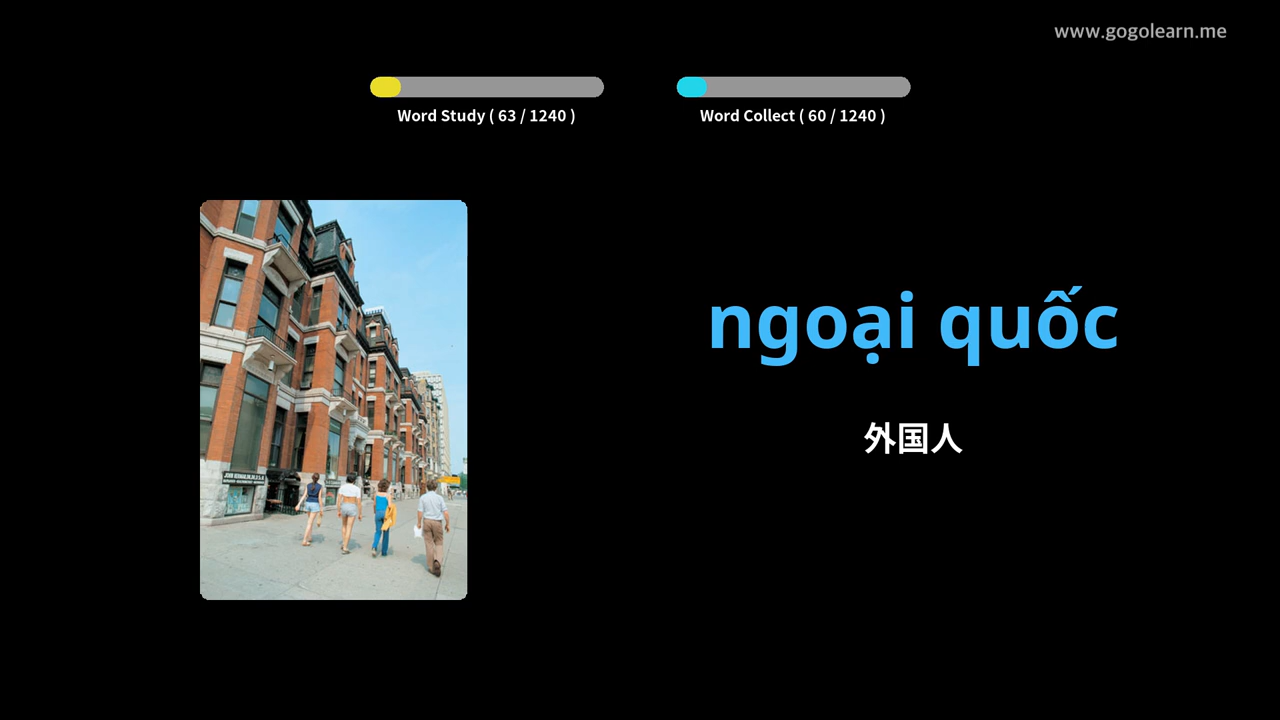 www.gogolearn.me
Word Study ( 63 / 1240 )
Word Collect ( 60 / 1240 )
ngoại quốc
外国人